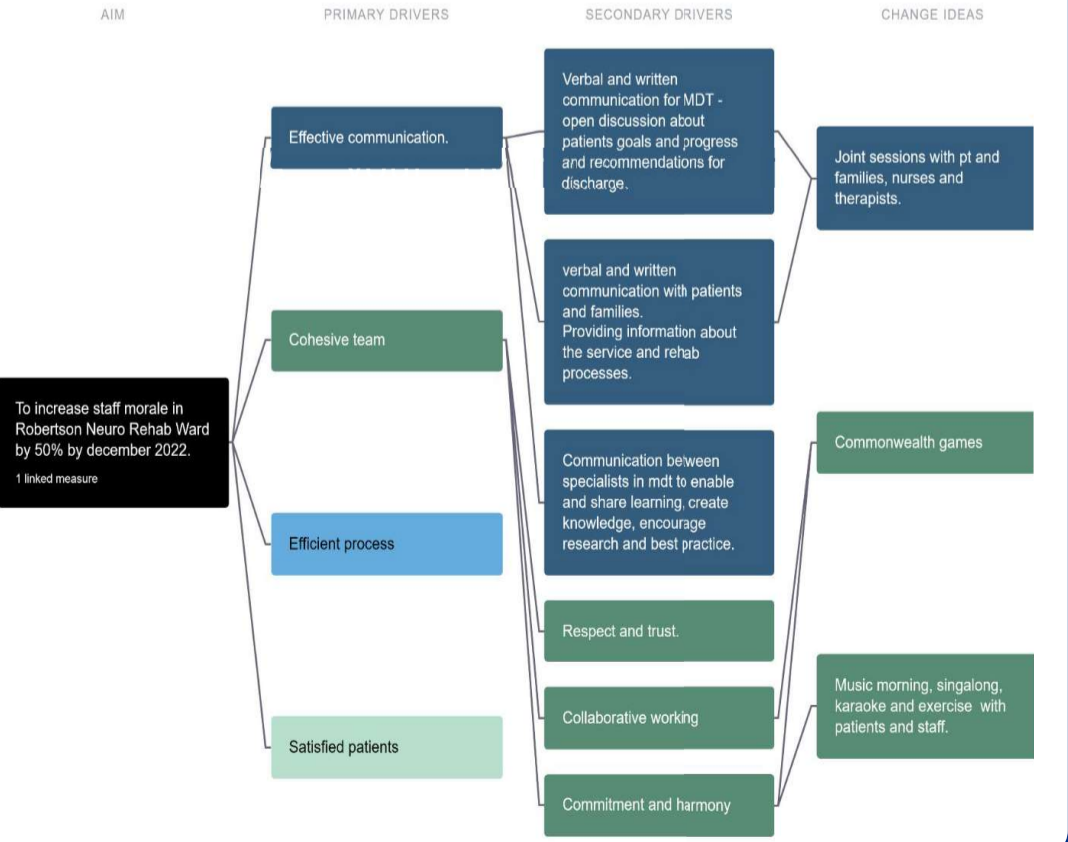 AIM
PRIMARY DRIVERS
SECONDARY DRIVERS
CHANGE IDEAS
To increase staff morale in
Robertson Neuro Rehab Ward
by 50% by december 2022.
1 linked measure
Effective communication.
Cohesive team
Efficient process
Satisfied patients
Verbal and written
communication for MDT -
open discussion about
patients goals and progress
and recommendations for
discharge.
verbal and written
communication with patients
and families.
Providing information about
the service and rehab
processes.
Communication between
specialists in mdt to enable
and share learning, create
knowledge, encourage
research and best practice.
Respect and trust.
Collaborative working
Commitment and harmony
Joint sessions with pt and
families, nurses and
therapists.
Commonwealth games
Music morning, singalong,
karaoke and exercise with
patients and staff.